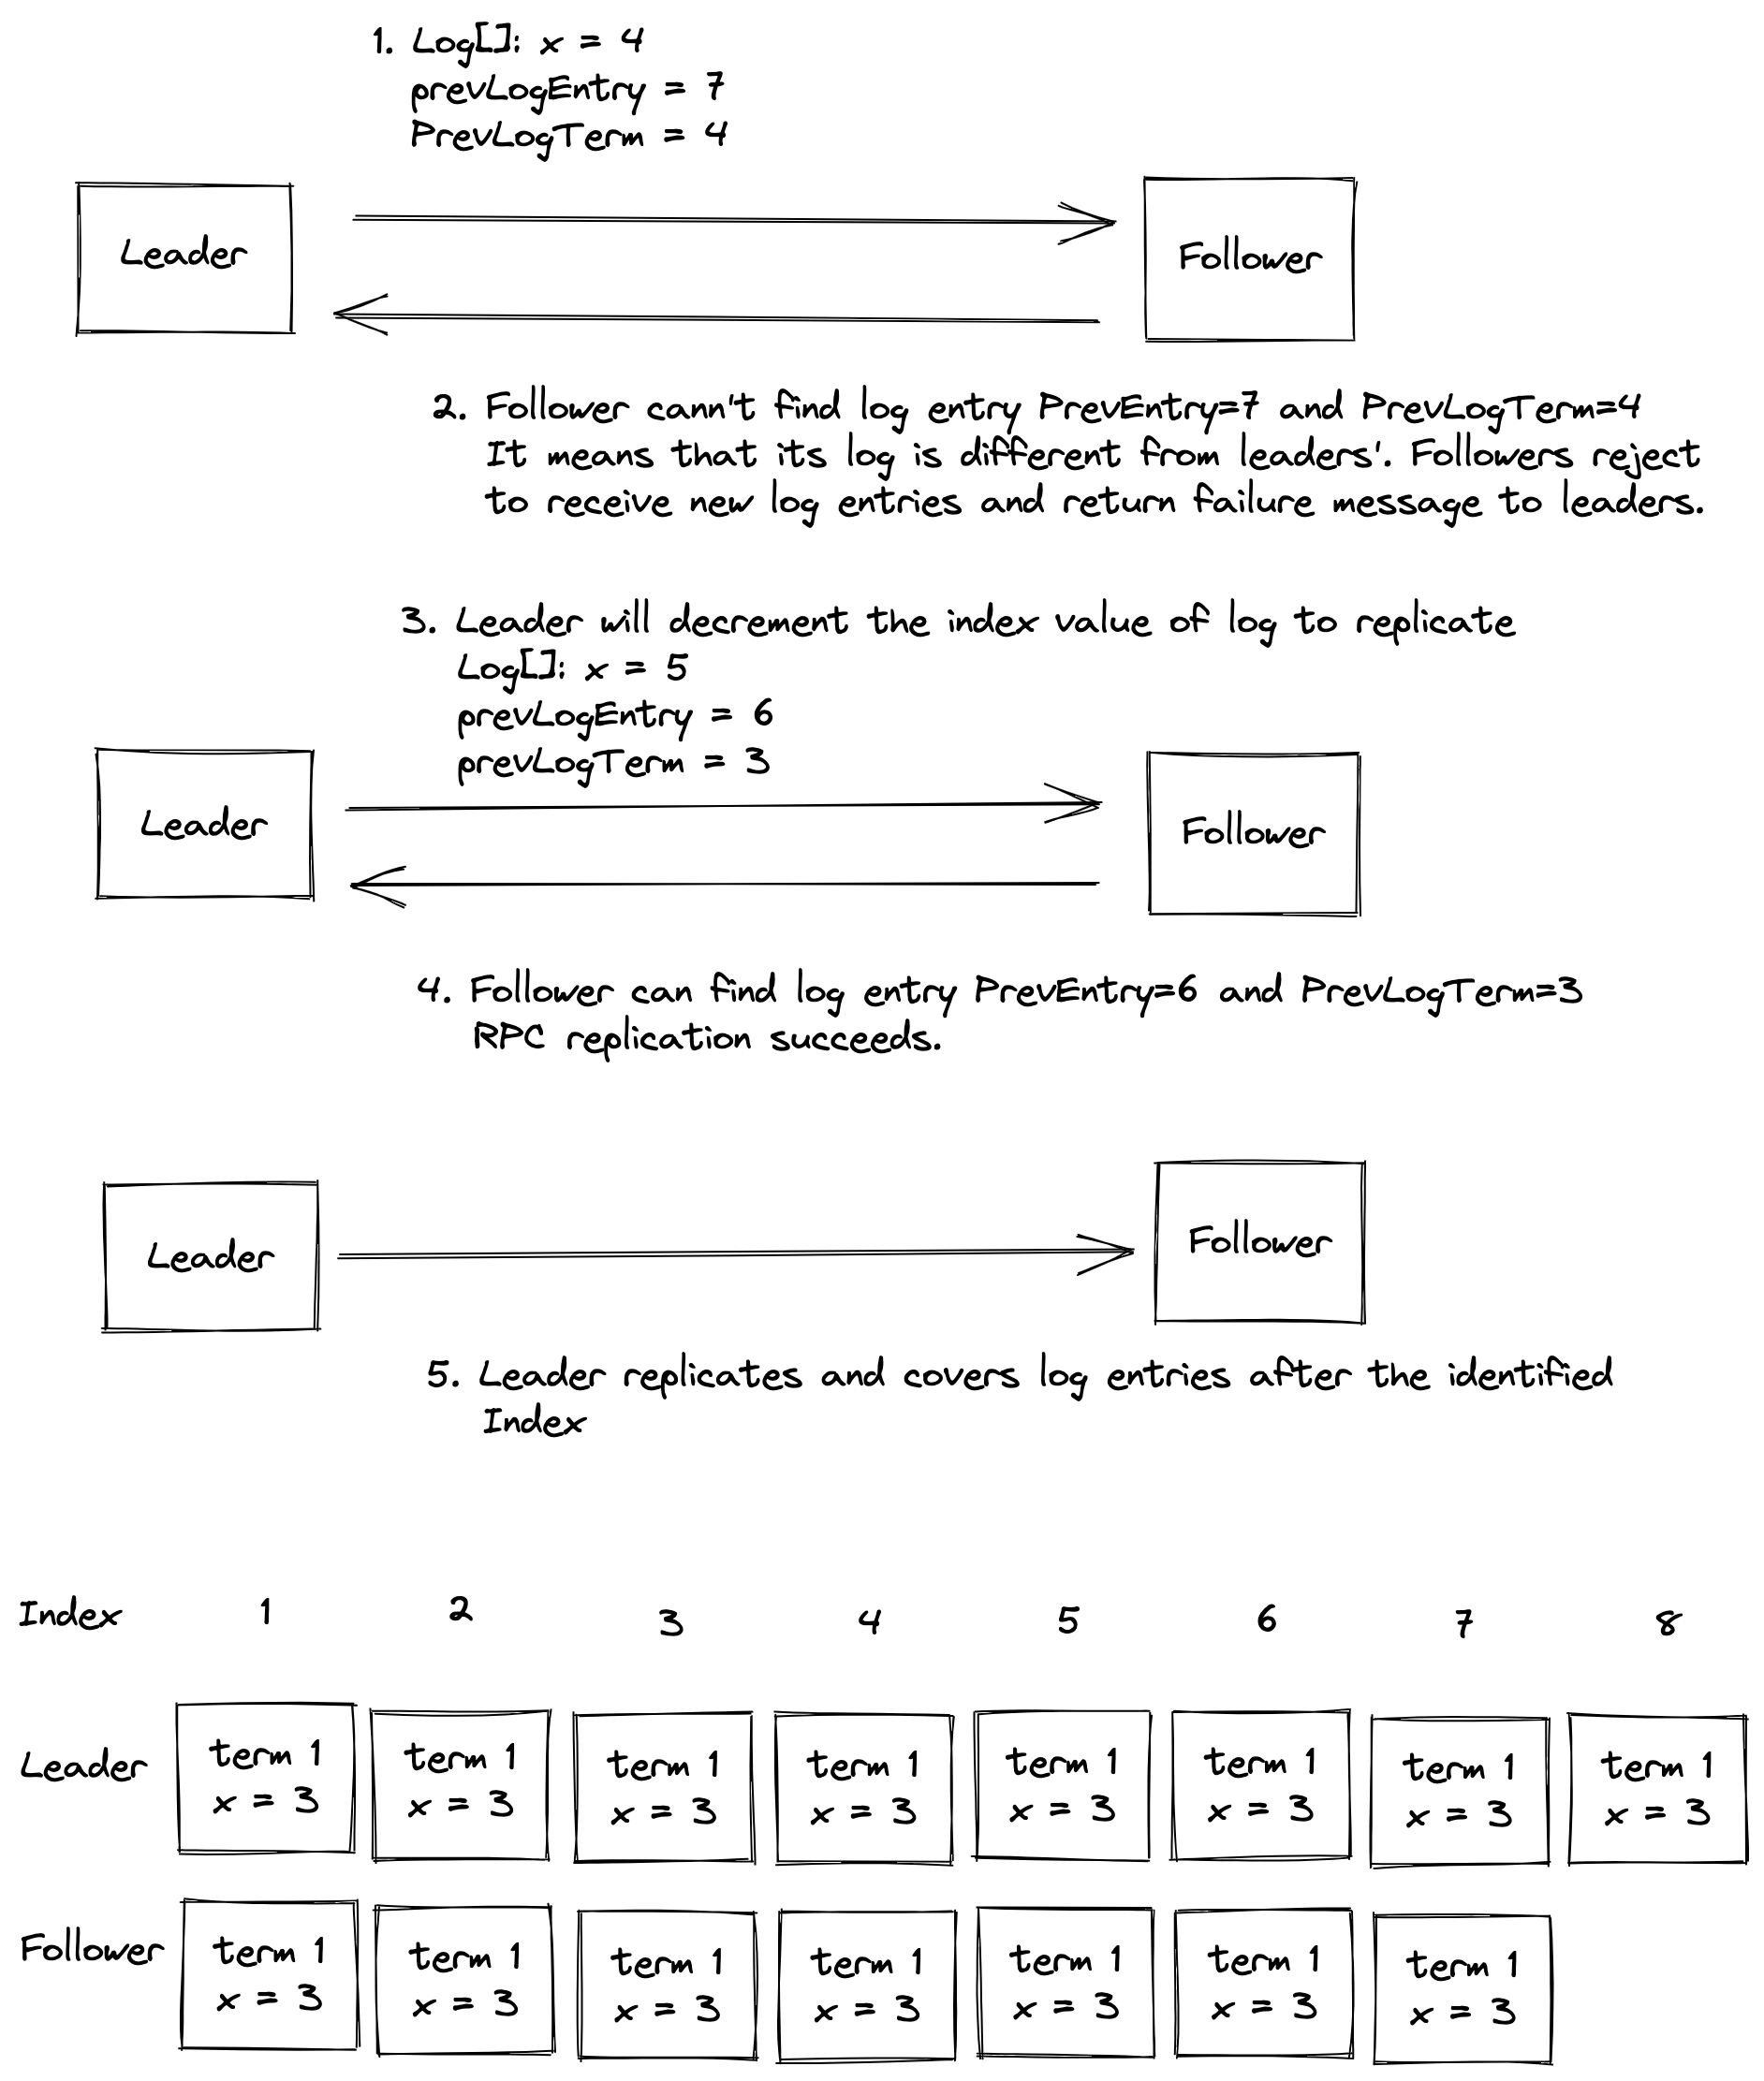 1. Log[]: x = 4
prevLogEntry = 7
PrevLogTerm = 4
Leader
Follower
2. Follower cann't find log entry PrevEntry=7 and PrevLogTerm=4
It means that its log is different from leaders'. Followers reject
to receive new log entries and return failure message to leaders.
3. Leader will decrement the index value of log to replicate
Log[]: x = 5
prevLogEntry = 6
prevLogTerm = 3
Leader
Follower
4. Follower can find log entry PrevEntry=6 and PrevLogTerm=3
RPC replication succeeds.
Leader
Follower
5. Leader replicates and covers log entries after the identified
Index
Index 1 2 3 4 5 6 7 8
Leader
term 1 term 1 term 1 term 1 term 1 term 1 term 1 term 1
x = 3 x = 3 x = 3 x = 3 x = 3 x = 3 x = 3 x = 3
Follower
term 1 term 1 term 1 term 1 term 1 term 1 term 1
x = 3 x = 3 x = 3 x = 3 x = 3 x = 3 x = 3